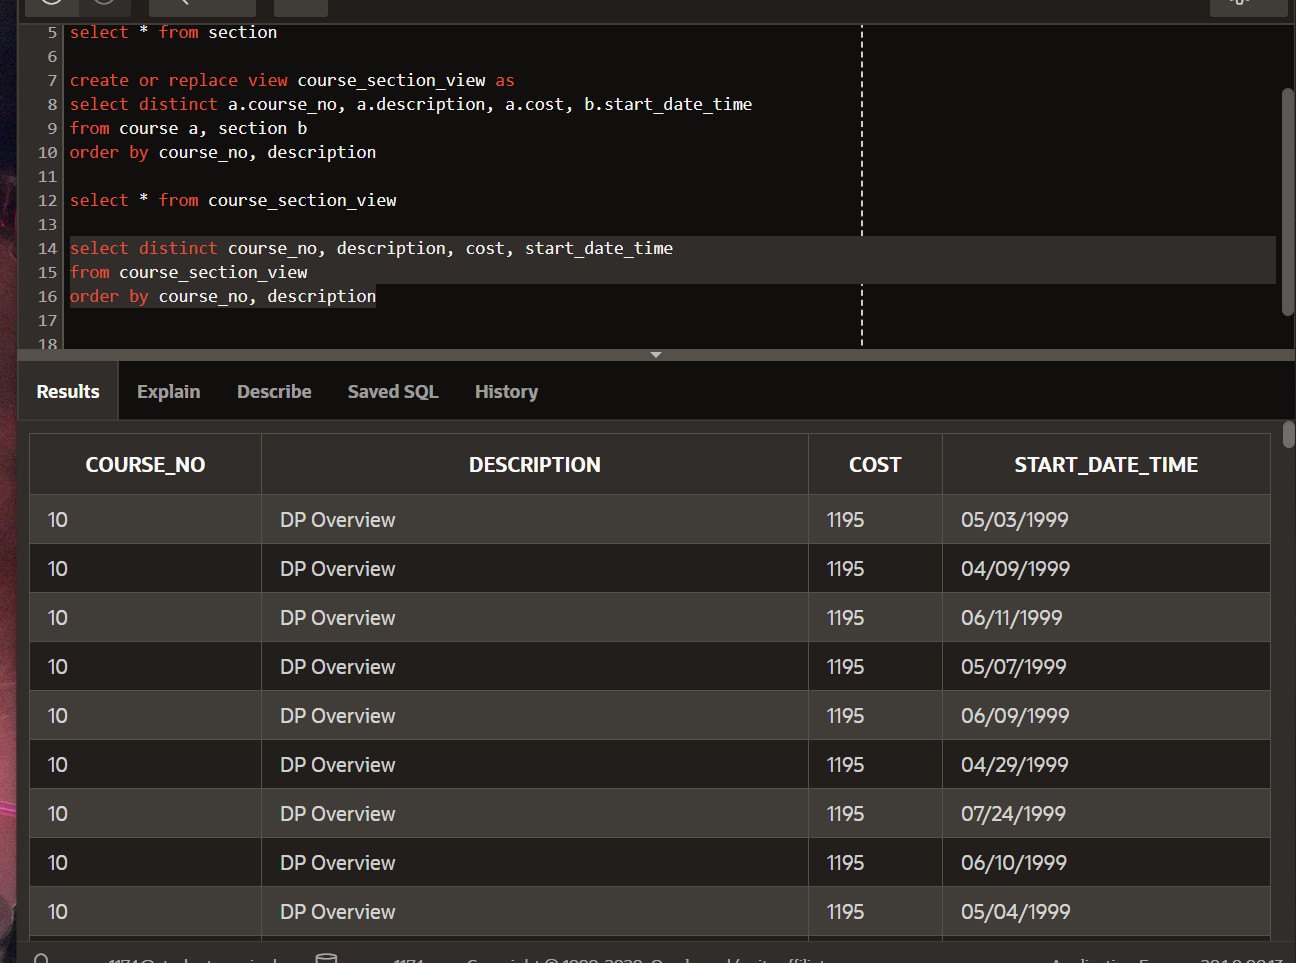 5 select * from section
6
7 create or replace view course_section_view as
8 select distinct a.course_no, a.description, a.cost, b.start_date_time
9 from course a, section b
10 order by course_no, description
11
12 select * from course_section_view
13
14 select distinct course_no, description, cost, start_date_time
15 from course_section_view
16 order by course_no, description
17
18
Results Explain Describe Saved SQL History
COURSE_NO DESCRIPTION COST START_DATE_TIME
10 DP Overview 1195 05/03/1999
10 DP Overview 1195 04/09/1999
10 DP Overview 1195 06/11/1999
10 DP Overview 1195 05/07/1999
10 DP Overview 1195 06/09/1999
10 DP Overview 1195 04/29/1999
10 DP Overview 1195 07/24/1999
10 DP Overview 1195 06/10/1999
10 DP Overview 1195 05/04/1999